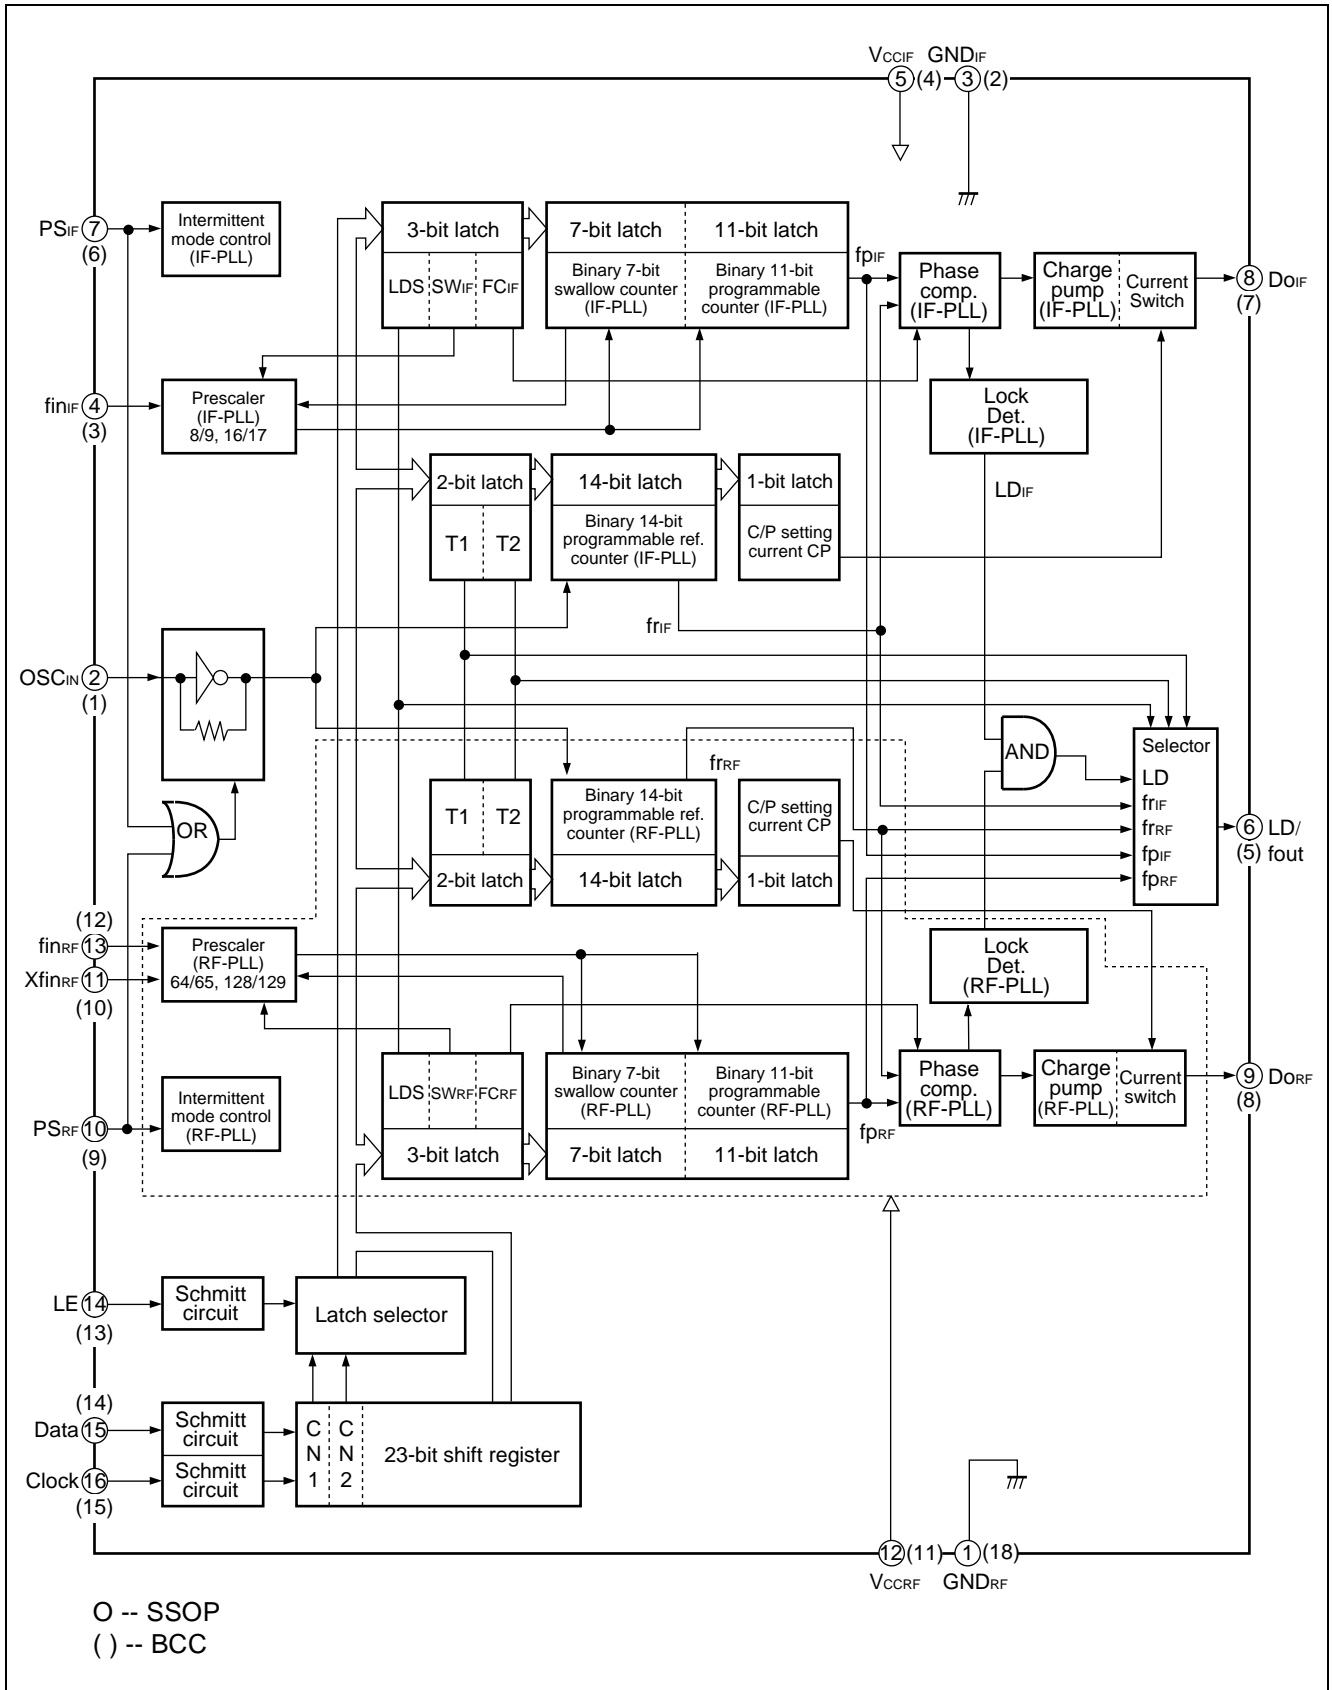 VCCIF GNDIF
5 (4) 3 (2)
PSIF 7
(6)
Intermittent
mode control
(IF-PLL)
3-bit latch
LDS SWIF FCIF
7-bit latch
11-bit latch
Binary 7-bit
swallow counter
(IF-PLL)
Binary 11-bit
programmable
counter (IF-PLL)
fpIF
Phase
comp.
(IF-PLL)
Charge
pump
(IF-PLL)
Current
Switch
8 DoIF
(7)
finIF 4
(3)
Prescaler
(IF-PLL)
8/9, 16/17
Lock
Det.
(IF-PLL)
LDIF
2-bit latch
T1 T2
14-bit latch
Binary 14-bit
programmable ref.
counter (IF-PLL)
1-bit latch
C/P setting
current CP
frIF
OSCIN 2
(1)
OR
AND
Selector
LD
frIF
frRF
fpIF
fpRF
6 LD/
(5) fout
frRF
T1 T2
2-bit latch
Binary 14-bit
programmable ref.
counter (RF-PLL)
14-bit latch
C/P setting
current CP
1-bit latch
(12)
finRF 13
XfinRF 11
(10)
Prescaler
(RF-PLL)
64/65, 128/129
Lock
Det.
(RF-PLL)
PSRF 10
(9)
Intermittent
mode control
(RF-PLL)
LDS SWRF FCRF
3-bit latch
Binary 7-bit
swallow counter
(RF-PLL)
Binary 11-bit
programmable
counter (RF-PLL)
7-bit latch
11-bit latch
fpRF
Phase
comp.
(RF-PLL)
Charge
pump
(RF-PLL)
Current
switch
9 DoRF
(8)
LE 14
(13)
Schmitt
circuit
Latch selector
(14)
Data 15
Clock 16
(15)
Schmitt
circuit
Schmitt
circuit
C
N
1
C
N
2
23-bit shift register
12 (11) 1 (18)
VCCRF GNDRF
O -- SSOP
( ) -- BCC